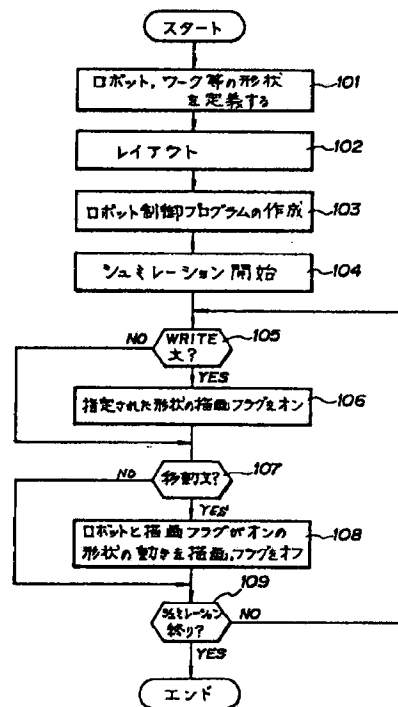 スタート
ロボット,ワーク等の形状
を定義する
101
レイアウト
102
ロボット制御プログラムの作成
103
シュミレーション開始
104
WRITE
文?
105
NO
YES
指定された形状の描画フラグをオン
106
移動文?
107
NO
YES
ロボットと描画フラグがオンの
形状の動きを描画,フラグをオフ
108
109
シュミレーション
終り?
NO
YES
エンド